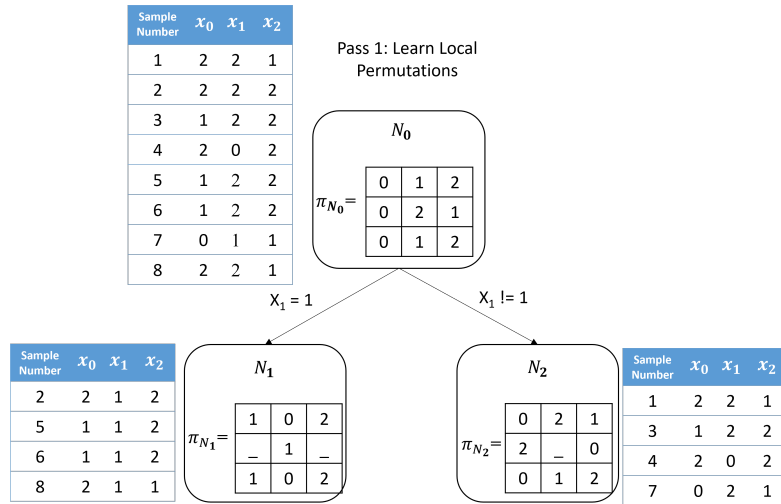 Sample Number x₀ x₁ x₂
1 2 2 1
2 2 2 2
3 1 2 2
4 2 0 2
5 1 2 2
6 1 2 2
7 0 1 1
8 2 2 1
Pass 1: Learn Local
Permutations
N₀
π_N₀=
0 1 2
0 2 1
0 1 2
X₁ = 1
X₁ != 1
Sample Number x₀ x₁ x₂
2 2 1 2
5 1 1 2
6 1 1 2
8 2 1 1
N₁
π_N₁=
1 0 2
_ 1 _
1 0 2
N₂
π_N₂=
0 2 1
2 _ 0
0 1 2
Sample Number x₀ x₁ x₂
1 2 2 1
3 1 2 2
4 2 0 2
7 0 2 1